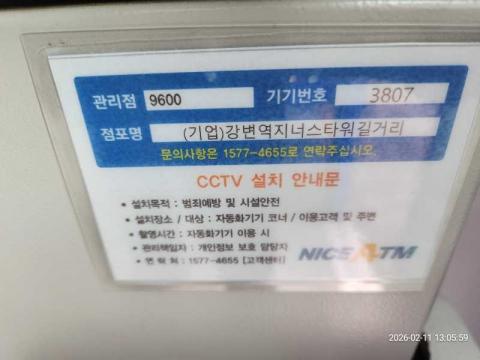 관리점 9600 기기번호 3807
점포명 (기업)강변역지너스타워길거리
문의사항은 1577-4655로 연락주십시오.
CCTV 설치 안내문
• 설치목적 : 범죄예방 및 시설안전
• 설치장소 / 대상 : 자동화기기 코너 / 이용고객 및 주변
• 촬영시간 : 자동화기기 이용 시
• 관리책임자 : 개인정보 보호 담당자
• 연 락 처 : 1577-4655 [고객센터]
NICE ATM
2026-02-11 13:05:59